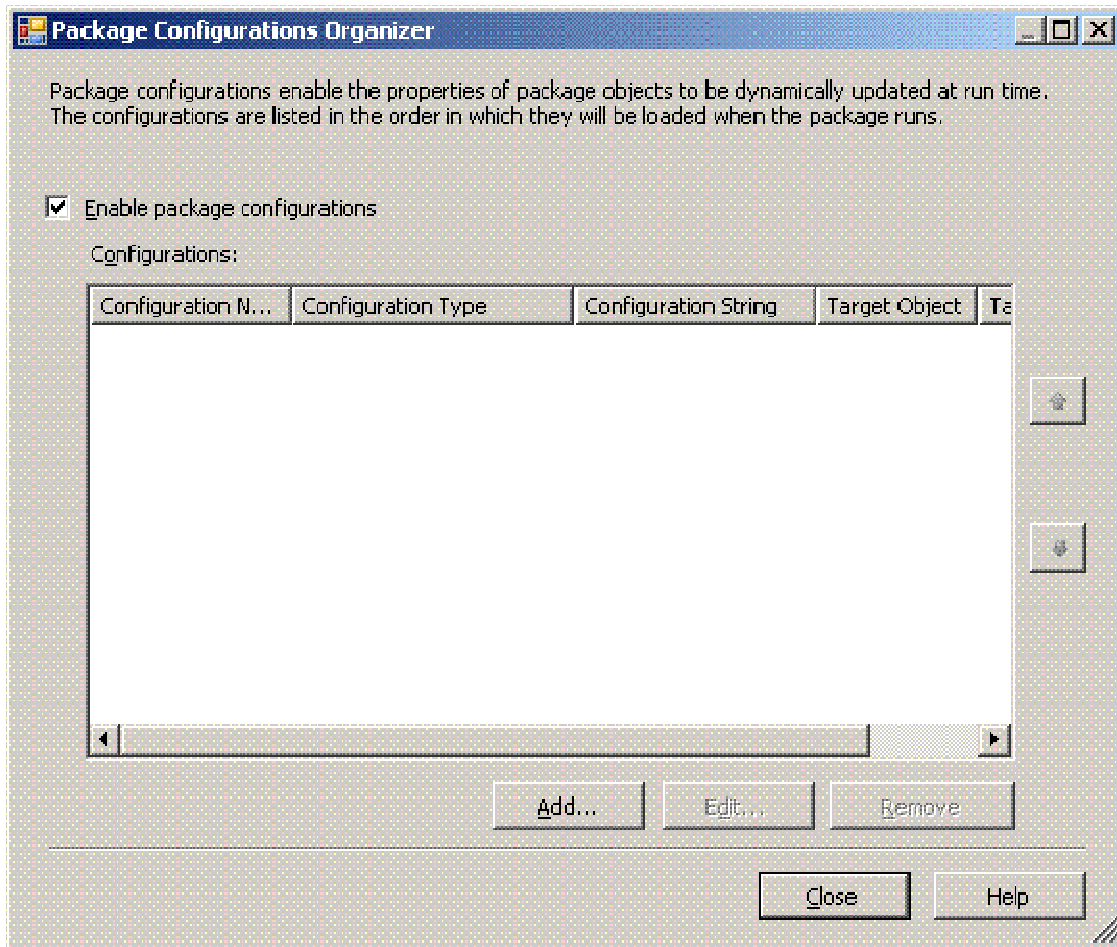 Package Configurations Organizer
Package configurations enable the properties of package objects to be dynamically updated at run time.
The configurations are listed in the order in which they will be loaded when the package runs.
Enable package configurations
Configurations:
Configuration N... Configuration Type Configuration String Target Object Ta
Add... Edit... Remove
Close Help